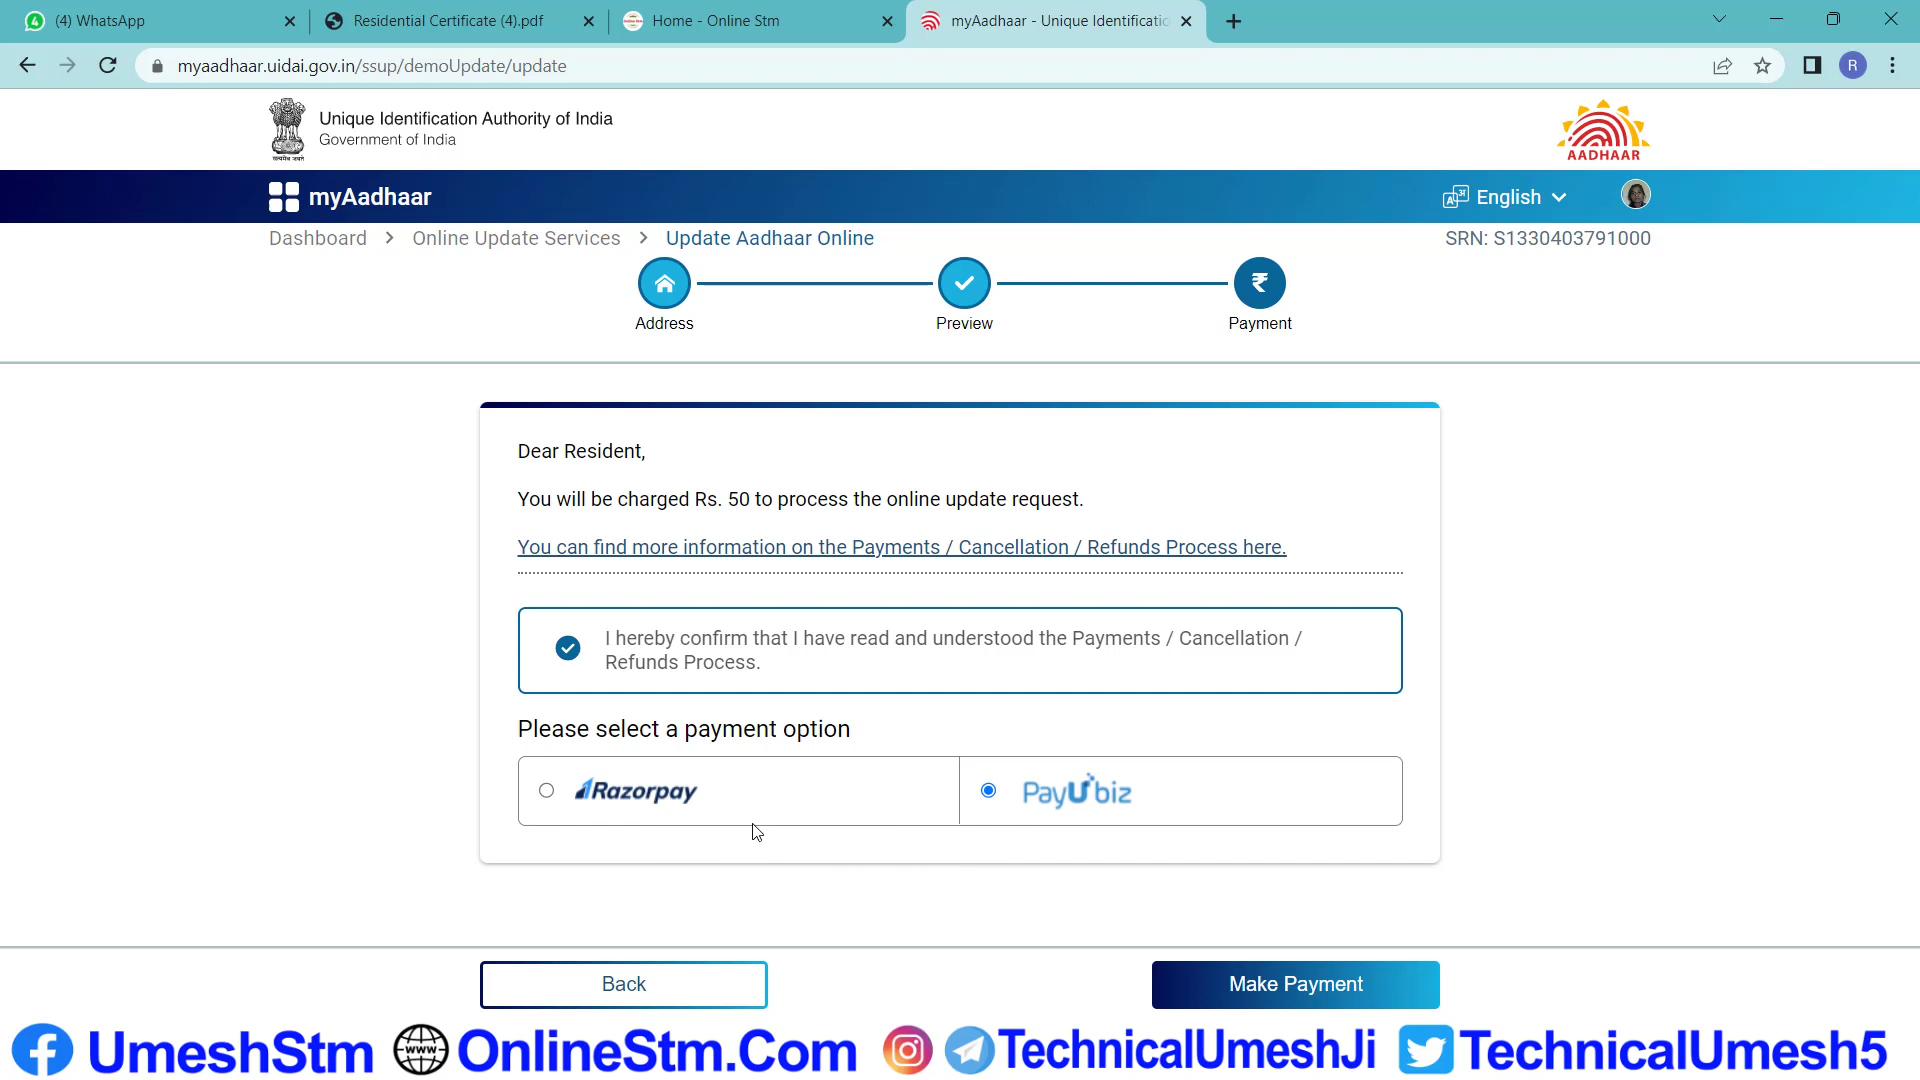 (4) WhatsApp
Residential Certificate (4).pdf
Home - Online Stm
myAadhaar - Unique Identificatio
myaadhaar.uidai.gov.in/ssup/demoUpdate/update
R
Unique Identification Authority of India
Government of India
सत्यमेव जयते
AADHAAR
myAadhaar
English
Dashboard > Online Update Services > Update Aadhaar Online
SRN: S1330403791000
Address
Preview
₹
Payment
Dear Resident,
You will be charged Rs. 50 to process the online update request.
You can find more information on the Payments / Cancellation / Refunds Process here.
I hereby confirm that I have read and understood the Payments / Cancellation /
Refunds Process.
Please select a payment option
Razorpay
PayUbiz
Back
Make Payment
UmeshStm
www
OnlineStm.Com
TechnicalUmeshJi
TechnicalUmesh5